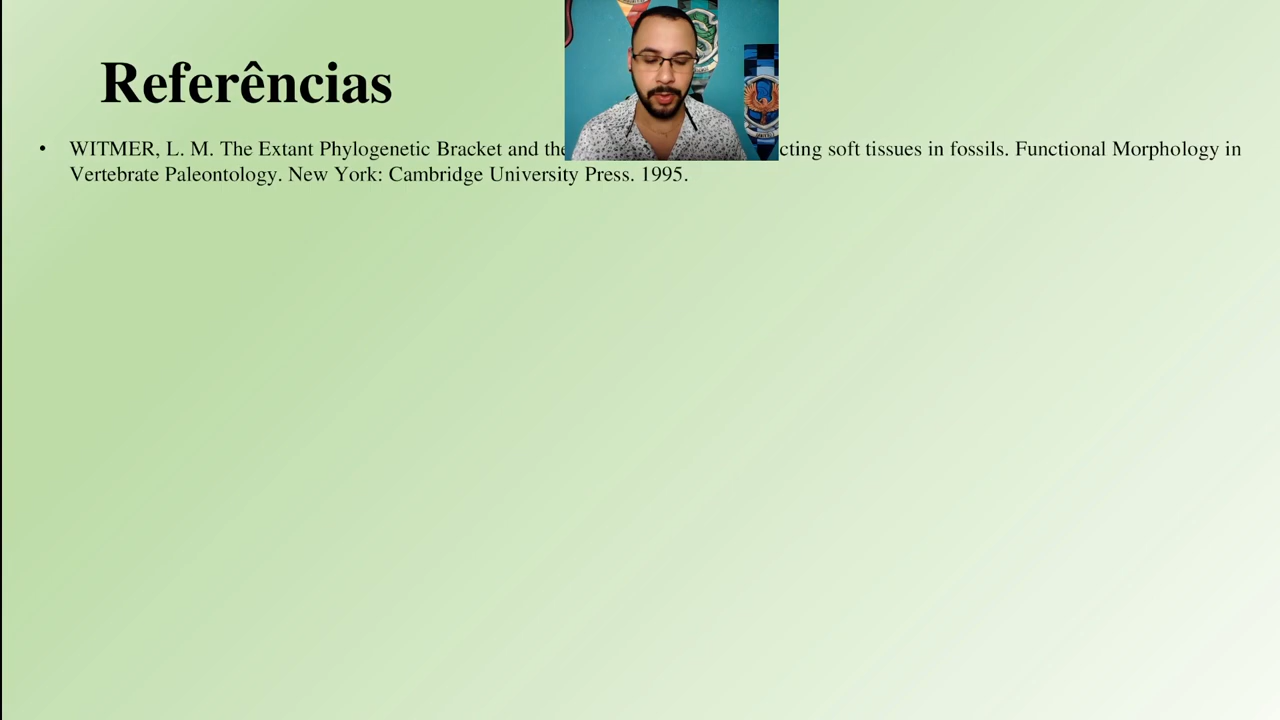 Referências
• WITMER, L. M. The Extant Phylogenetic Bracket and the cting soft tissues in fossils. Functional Morphology in
Vertebrate Paleontology. New York: Cambridge University Press. 1995.